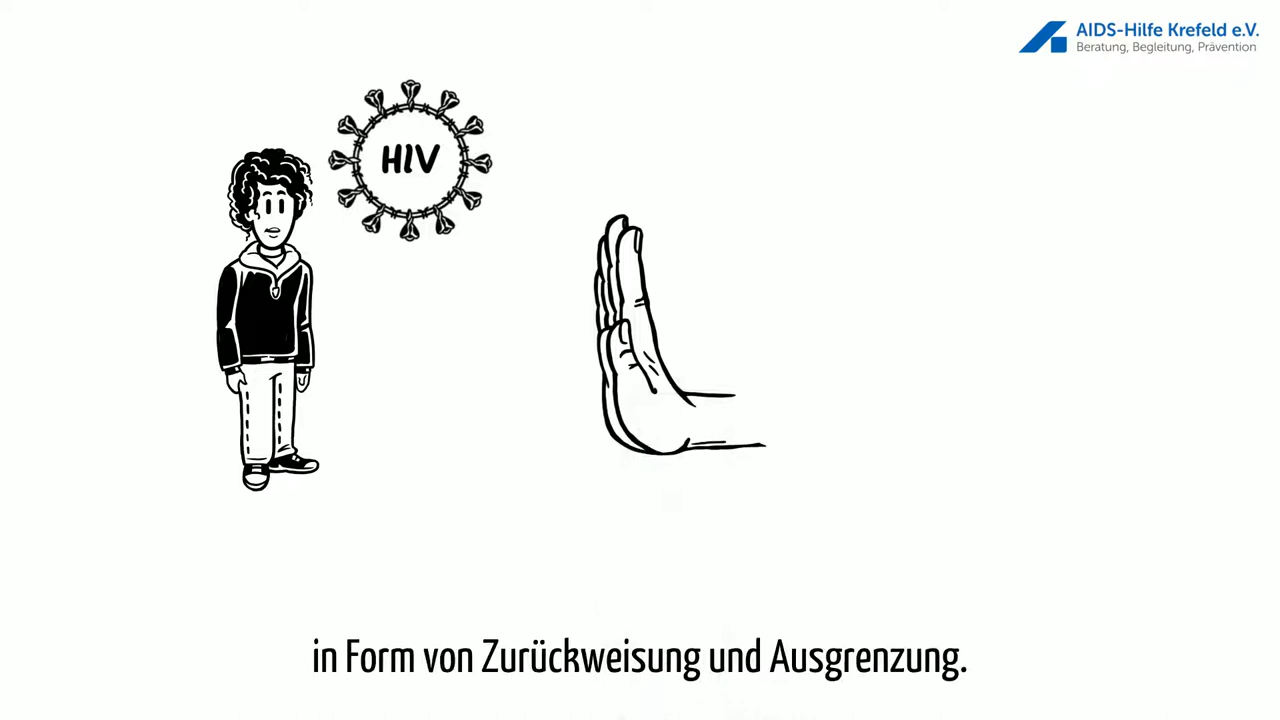 AIDS-Hilfe Krefeld e.V.
Beratung, Begleitung, Prävention
HIV
in Form von Zurückweisung und Ausgrenzung.